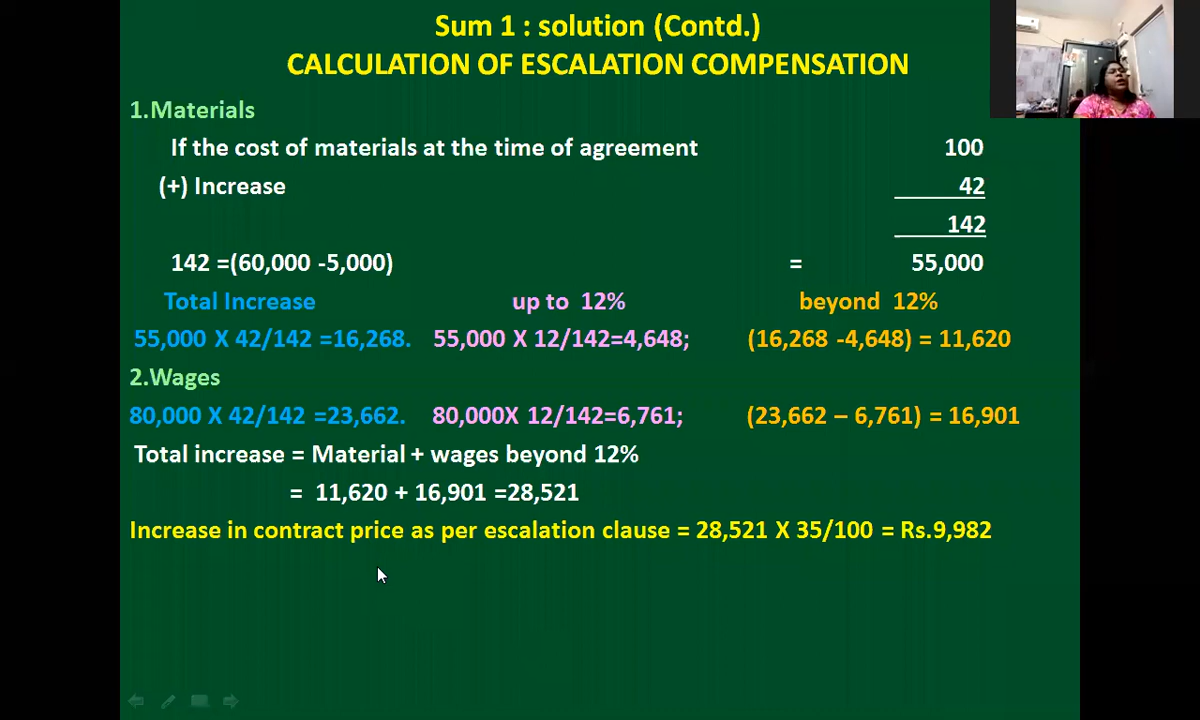 Sum 1 : solution (Contd.)
CALCULATION OF ESCALATION COMPENSATION
1.Materials
If the cost of materials at the time of agreement 100
(+) Increase 42
142
142 =(60,000 -5,000) = 55,000
Total Increase up to 12% beyond 12%
55,000 X 42/142 =16,268. 55,000 X 12/142=4,648; (16,268 -4,648) = 11,620
2.Wages
80,000 X 42/142 =23,662. 80,000X 12/142=6,761; (23,662 – 6,761) = 16,901
Total increase = Material + wages beyond 12%
= 11,620 + 16,901 =28,521
Increase in contract price as per escalation clause = 28,521 X 35/100 = Rs.9,982